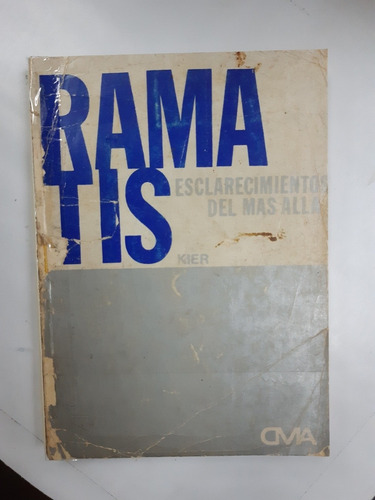 RAMA
TIS
ESCLARECIMIENTOS
DEL MAS ALLA
KIER
CMA